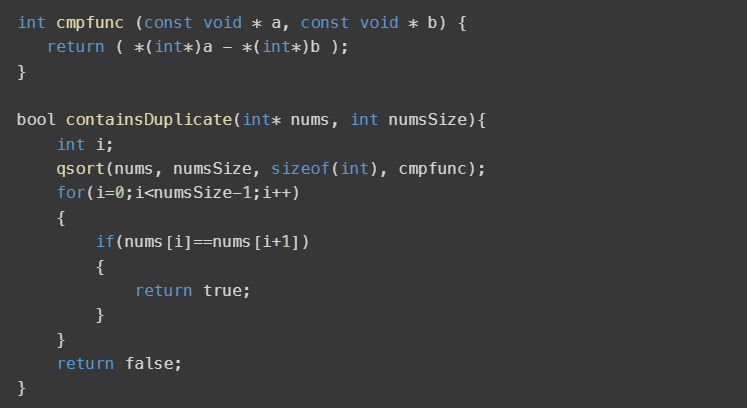 int cmpfunc (const void * a, const void * b) {
   return ( *(int*)a - *(int*)b );
}

bool containsDuplicate(int* nums, int numsSize){
    int i;
    qsort(nums, numsSize, sizeof(int), cmpfunc);
    for(i=0;i<numsSize-1;i++)
    {
        if(nums[i]==nums[i+1])
        {
            return true;
        }
    }
    return false;
}